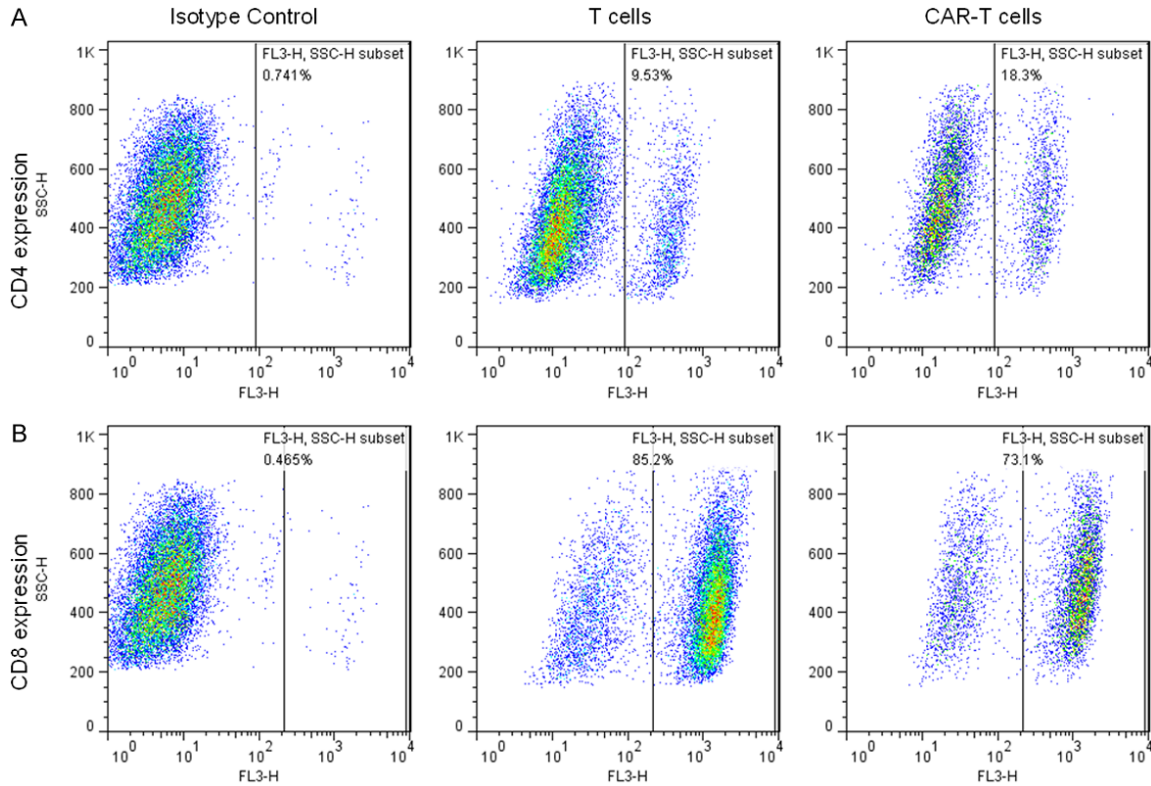 A
Isotype Control
T cells
CAR-T cells
CD4 expression
SSC-H
1K
800
600
400
200
0
FL3-H, SSC-H subset
0.741%
10^0 10^1 10^2 10^3 10^4
FL3-H
FL3-H, SSC-H subset
9.53%
1K
800
600
400
200
0
10^0 10^1 10^2 10^3 10^4
FL3-H
FL3-H, SSC-H subset
18.3%
1K
800
600
400
200
0
10^0 10^1 10^2 10^3 10^4
FL3-H
B
CD8 expression
SSC-H
1K
800
600
400
200
0
FL3-H, SSC-H subset
0.465%
10^0 10^1 10^2 10^3 10^4
FL3-H
FL3-H, SSC-H subset
85.2%
1K
800
600
400
200
0
10^0 10^1 10^2 10^3 10^4
FL3-H
FL3-H, SSC-H subset
73.1%
1K
800
600
400
200
0
10^0 10^1 10^2 10^3 10^4
FL3-H